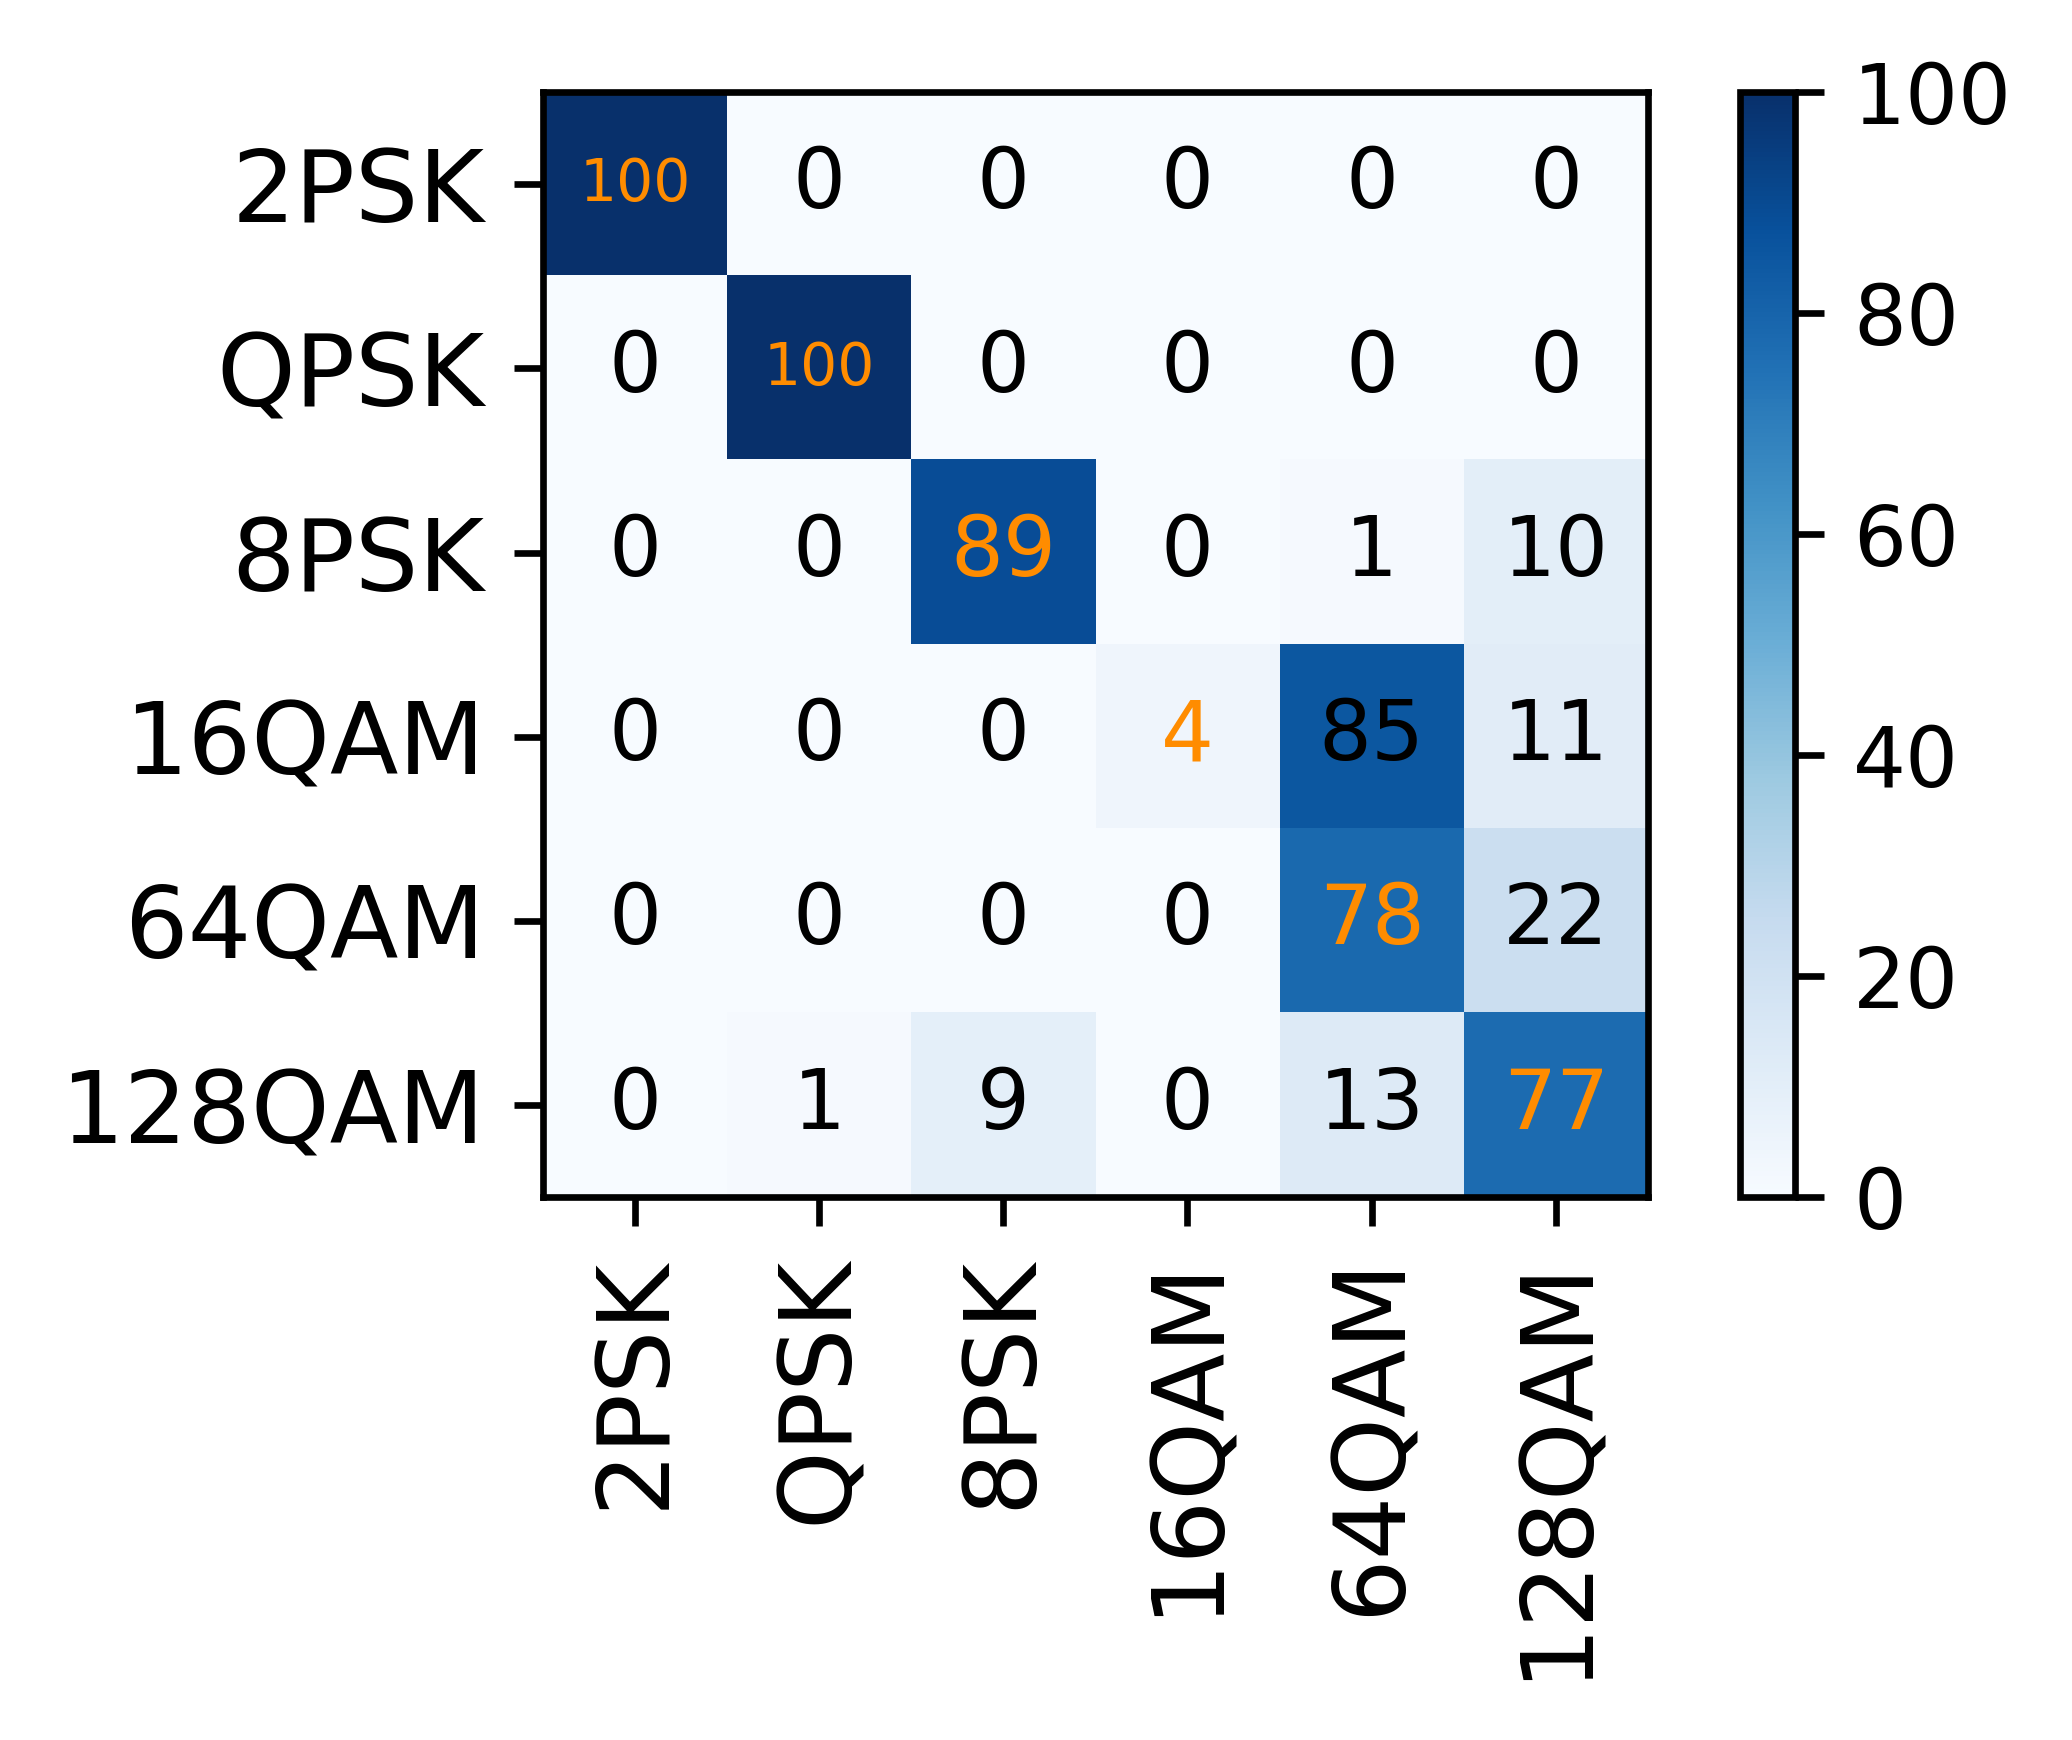 2PSK 100 0 0 0 0 0
QPSK 0 100 0 0 0 0
8PSK 0 0 89 0 1 10
16QAM 0 0 0 4 85 11
64QAM 0 0 0 0 78 22
128QAM 0 1 9 0 13 77
2PSK
QPSK
8PSK
16QAM
64QAM
128QAM
100
80
60
40
20
0